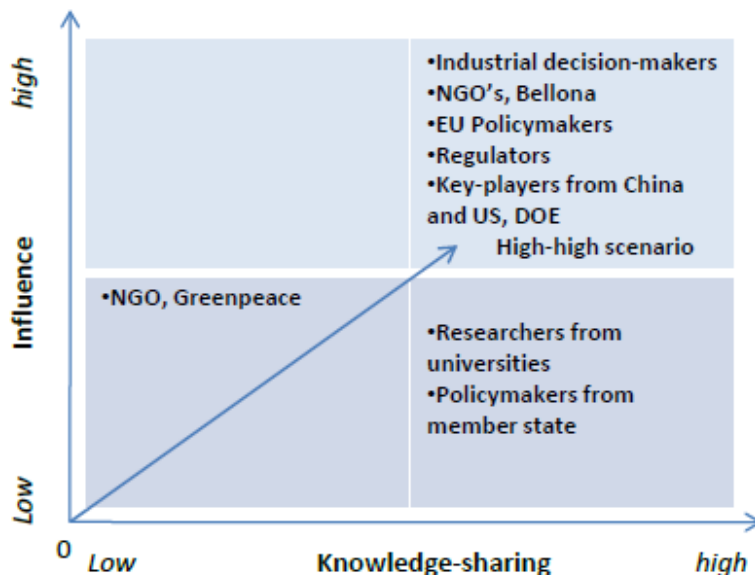 high
•Industrial decision-makers
•NGO's, Bellona
•EU Policymakers
•Regulators
•Key-players from China
and US, DOE
High-high scenario
Influence
•NGO, Greenpeace
•Researchers from
universities
•Policymakers from
member state
Low
0
Low
Knowledge-sharing
high